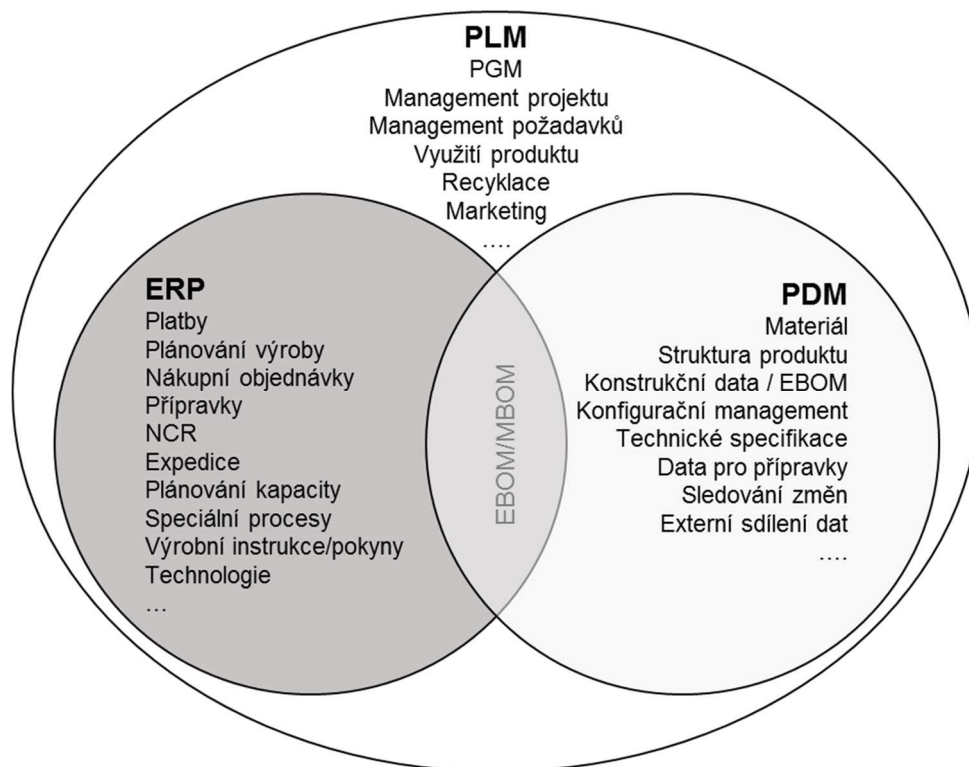 PLM
PGM
Management projektu
Management požadavků
Využití produktu
Recyklace
Marketing
....
ERP
Platby
Plánování výroby
Nákupní objednávky
Přípravky
NCR
Expedice
Plánování kapacity
Speciální procesy
Výrobní instrukce/pokyny
Technologie
...
EBOM/MBOM
PDM
Materiál
Struktura produktu
Konstrukční data / EBOM
Konfigurační management
Technické specifikace
Data pro přípravky
Sledování změn
Externí sdílení dat
....